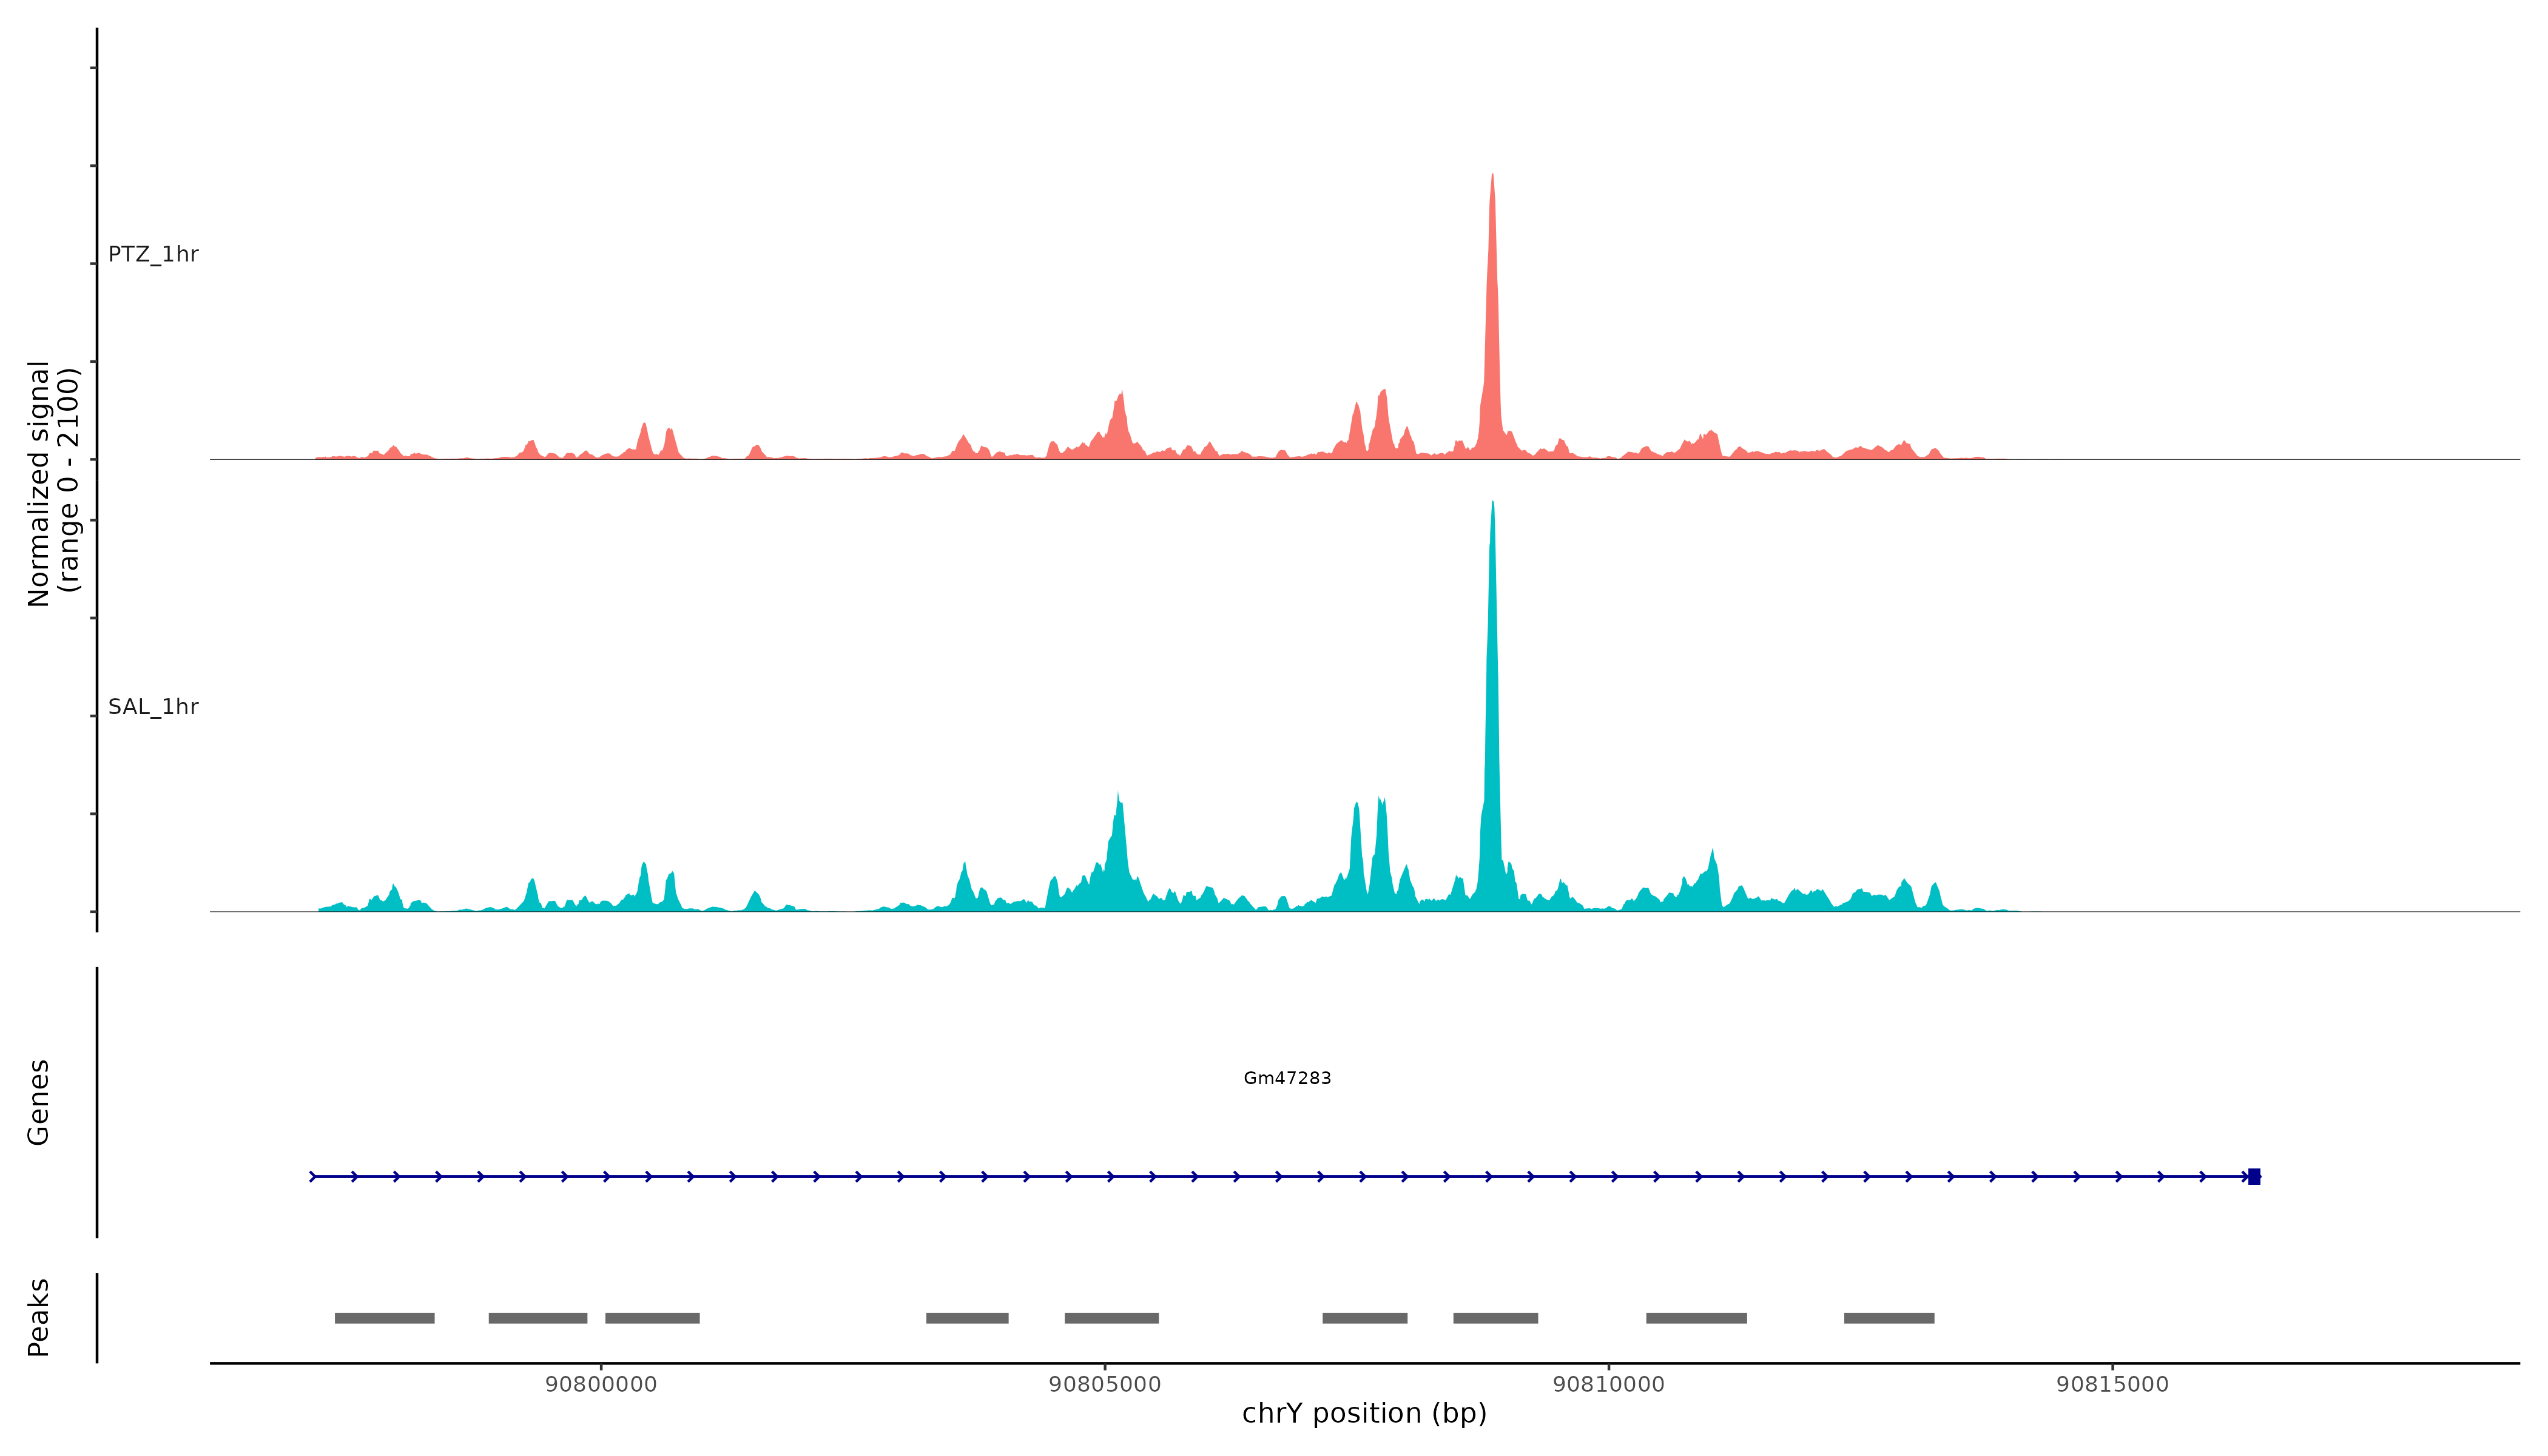 PTZ_1hr
Normalized signal
(range 0 - 2100)
SAL_1hr
Genes
Gm47283
Peaks
90800000
90805000
90810000
90815000
chrY position (bp)